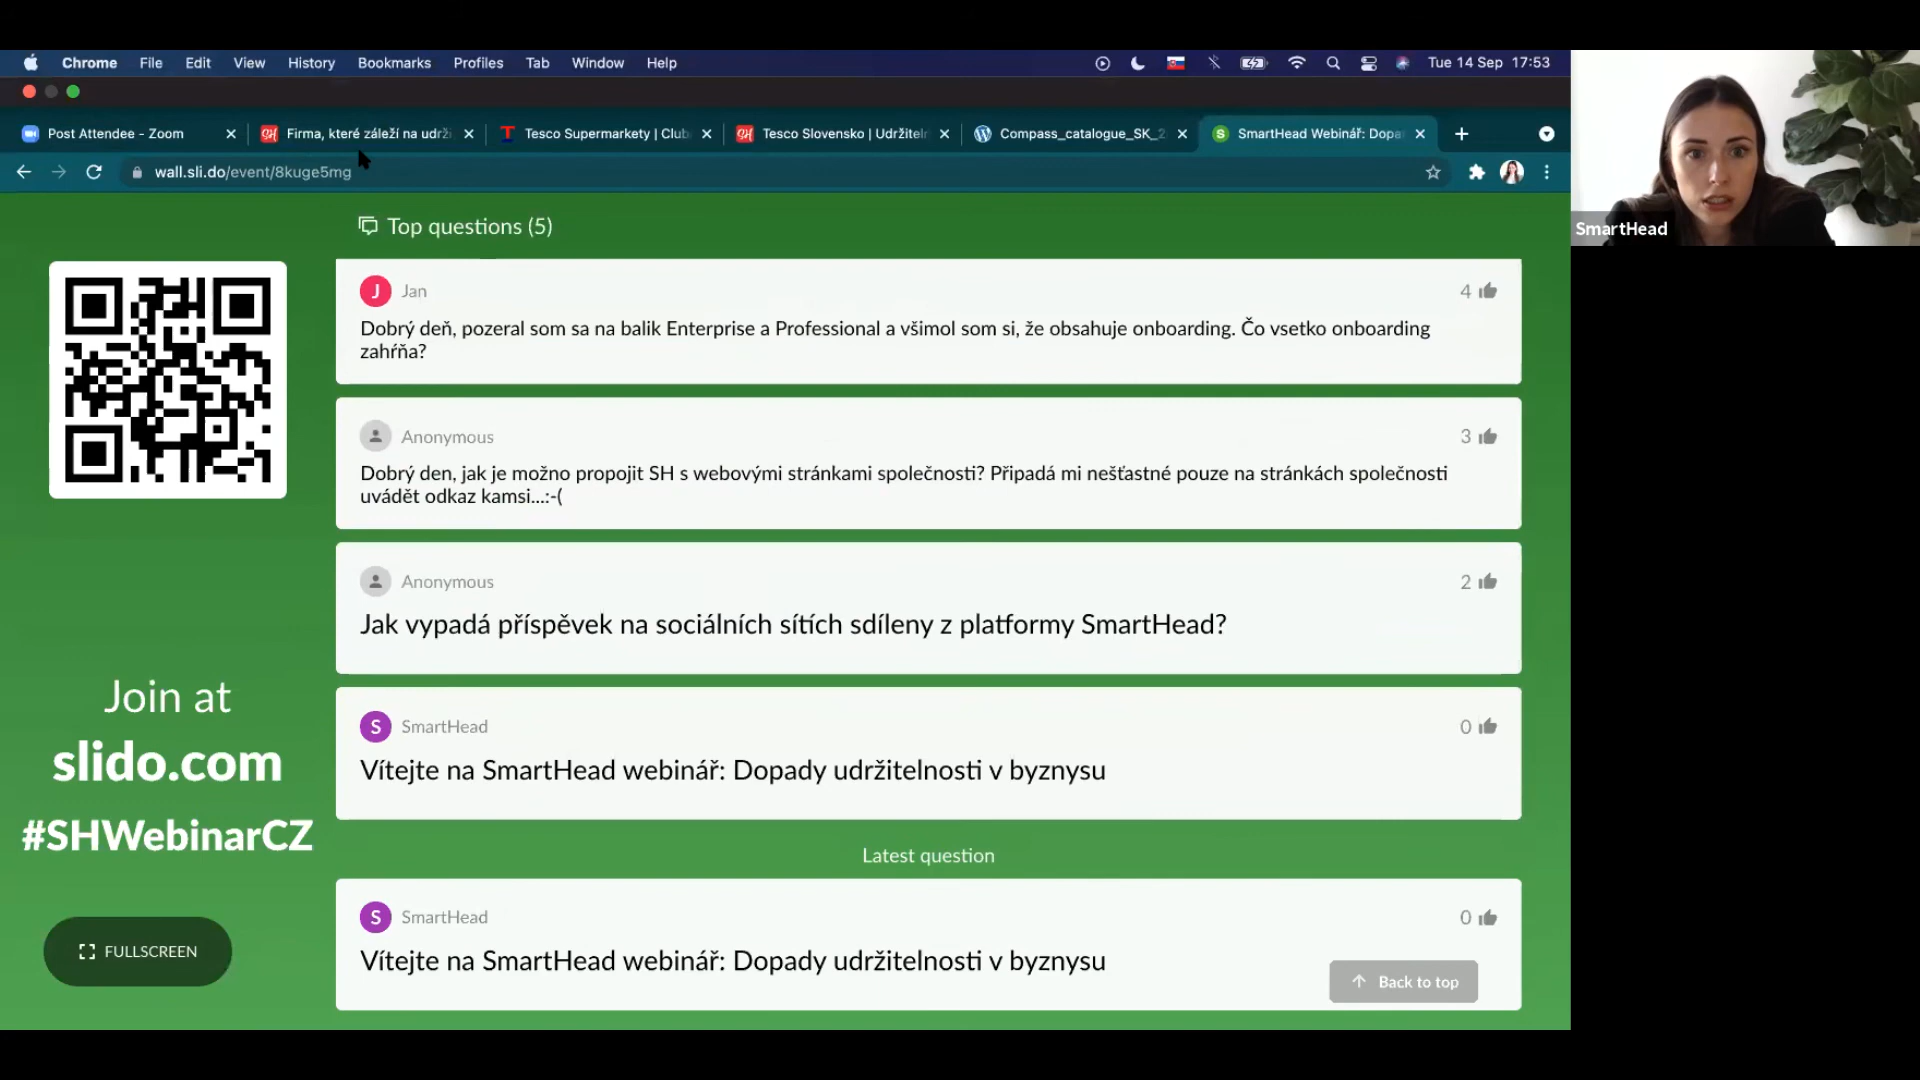 Chrome File Edit View History Bookmarks Profiles Tab Window Help
Tue 14 Sep 17:53
Post Attendee - Zoom
Firma, které záleží na udrži
Tesco Supermarkety | Club
Tesco Slovensko | Udržiteln
Compass_catalogue_SK_2
SmartHead Webinář: Dopa
wall.sli.do/event/8kuge5mg
SmartHead
Top questions (5)
J Jan 4
Dobrý deň, pozeral som sa na balik Enterprise a Professional a všimol som si, že obsahuje onboarding. Čo vsetko onboarding
zahŕňa?
Anonymous 3
Dobrý den, jak je možno propojit SH s webovými stránkami společnosti? Připadá mi nešťastné pouze na stránkách společnosti
uvádět odkaz kamsi...:-(
Anonymous 2
Jak vypadá příspěvek na sociálních sítích sdíleny z platformy SmartHead?
S SmartHead 0
Vítejte na SmartHead webinář: Dopady udržitelnosti v byznysu
Latest question
S SmartHead 0
Vítejte na SmartHead webinář: Dopady udržitelnosti v byznysu
Back to top
Join at
slido.com
#SHWebinarCZ
FULLSCREEN